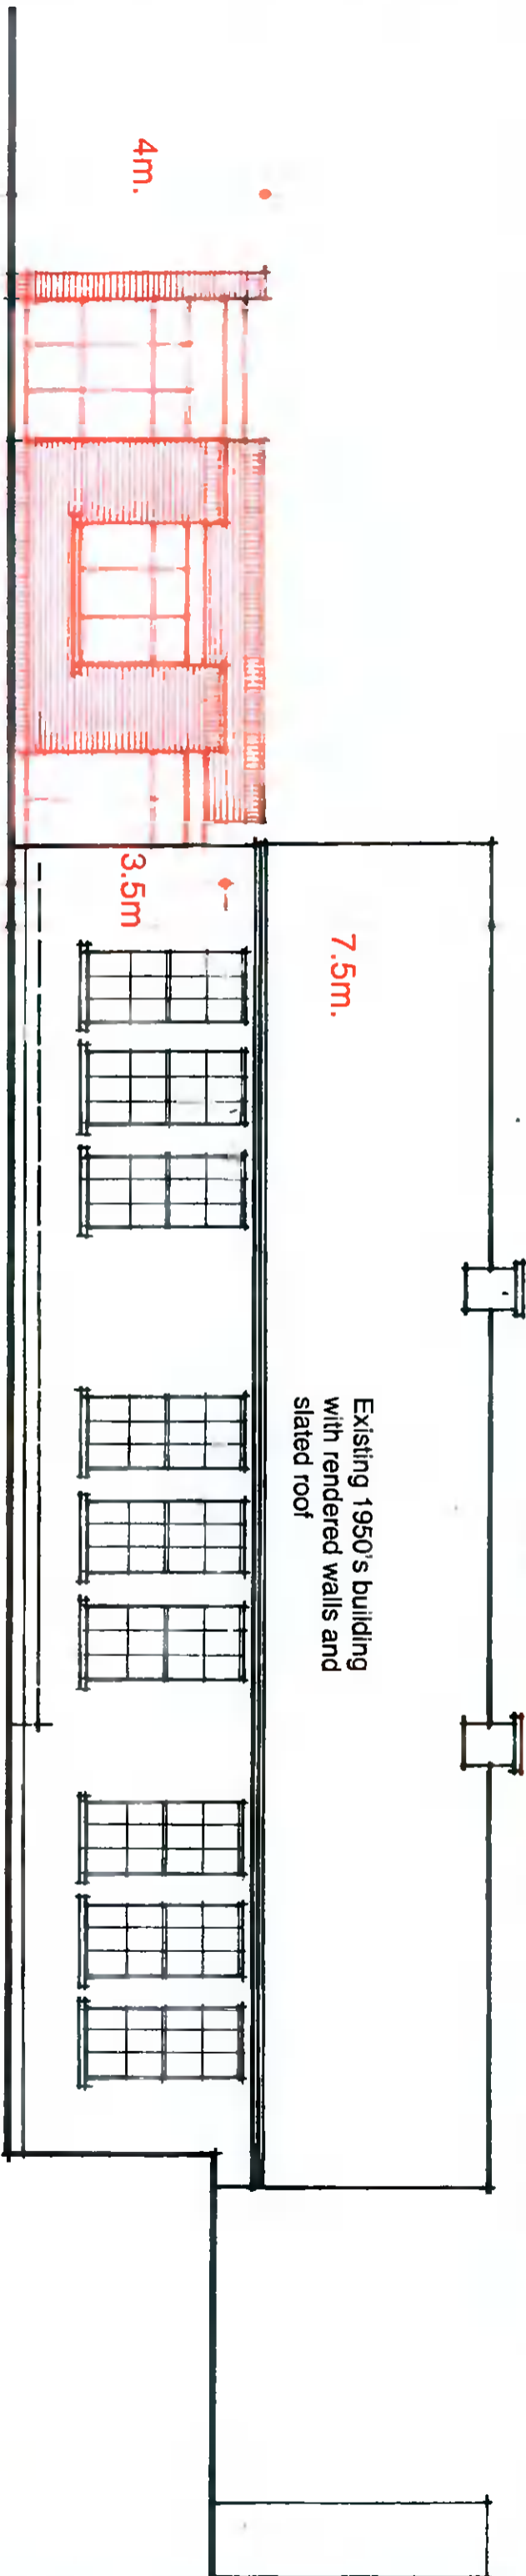 4m.
3.5m
7.5m.
Existing 1950's building
with rendered walls and
slated roof